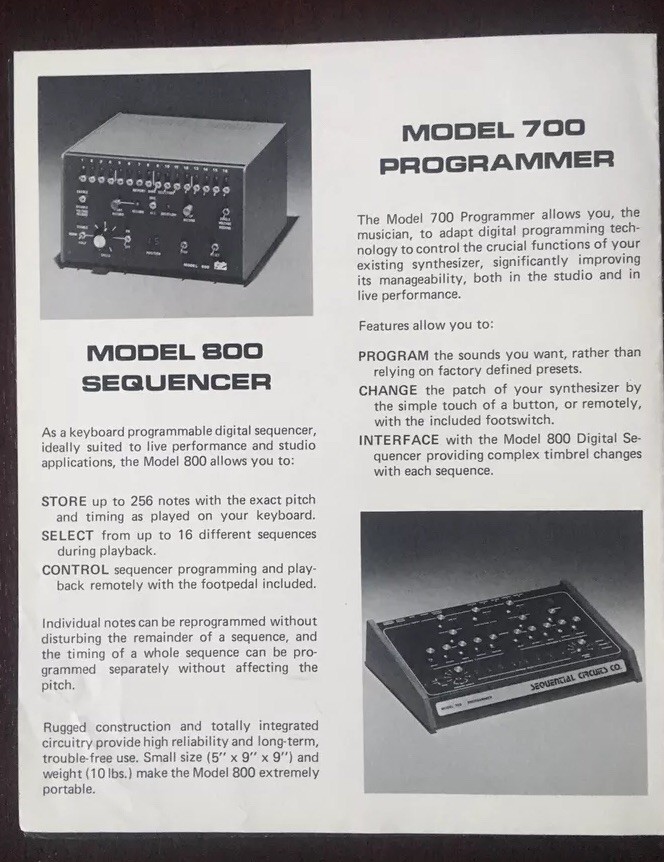 MODEL 800
SEQUENCER
As a keyboard programmable digital sequencer,
ideally suited to live performance and studio
applications, the Model 800 allows you to:
STORE up to 256 notes with the exact pitch
and timing as played on your keyboard.
SELECT from up to 16 different sequences
during playback.
CONTROL sequencer programming and play-
back remotely with the footpedal included.
Individual notes can be reprogrammed without
disturbing the remainder of a sequence, and
the timing of a whole sequence can be pro-
grammed separately without affecting the
pitch.
Rugged construction and totally integrated
circuitry provide high reliability and long-term,
trouble-free use. Small size (5" x 9" x 9") and
weight (10 lbs.) make the Model 800 extremely
portable.
MODEL 700
PROGRAMMER
The Model 700 Programmer allows you, the
musician, to adapt digital programming tech-
nology to control the crucial functions of your
existing synthesizer, significantly improving
its manageability, both in the studio and in
live performance.
Features allow you to:
PROGRAM the sounds you want, rather than
relying on factory defined presets.
CHANGE the patch of your synthesizer by
the simple touch of a button, or remotely,
with the included footswitch.
INTERFACE with the Model 800 Digital Se-
quencer providing complex timbrel changes
with each sequence.
MODEL 700 PROGRAMMER
SEQUENTIAL CIRCUITS CO.